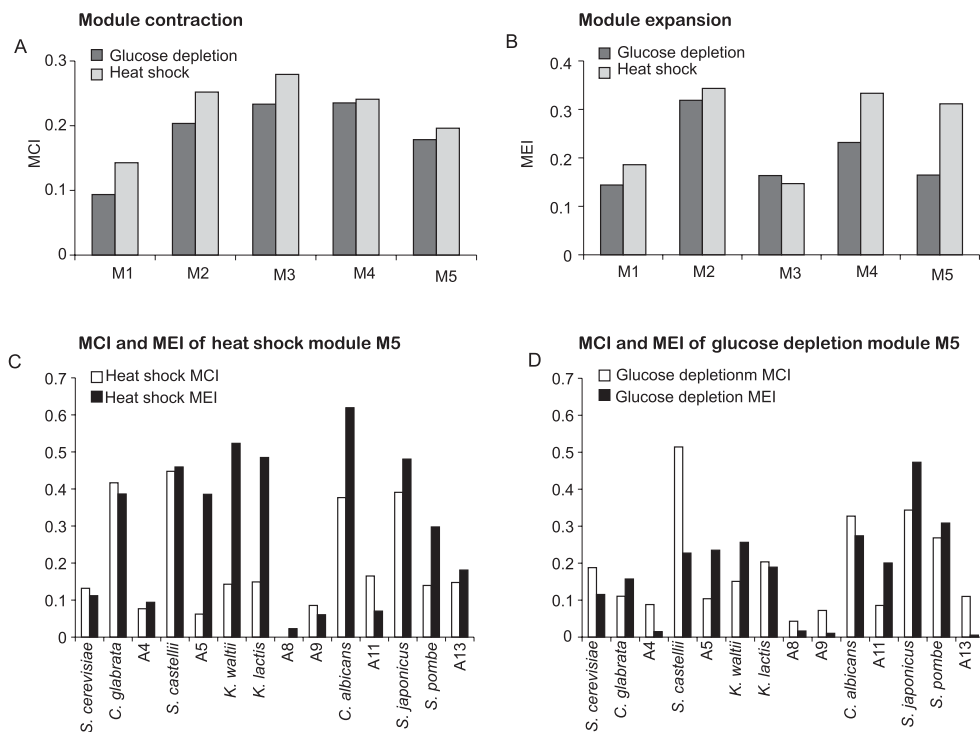 Module contraction
A
Glucose depletion
Heat shock
0.3
0.2
0.1
0
MCI
M1 M2 M3 M4 M5
Module expansion
B
Glucose depletion
Heat shock
0.4
0.3
0.2
0.1
0
MEI
M1 M2 M3 M4 M5
MCI and MEI of heat shock module M5
C
Heat shock MCI
Heat shock MEI
0.7
0.6
0.5
0.4
0.3
0.2
0.1
0
S. cerevisiae
C. glabrata
A4
S. castellii
A5
K. waltii
K. lactis
A8
A9
C. albicans
A11
S. japonicus
S. pombe
A13
MCI and MEI of glucose depletion module M5
D
Glucose depletionm MCI
Glucose depletion MEI
0.7
0.6
0.5
0.4
0.3
0.2
0.1
0
S. cerevisiae
C. glabrata
A4
S. castellii
A5
K. waltii
K. lactis
A8
A9
C. albicans
A11
S. japonicus
S. pombe
A13